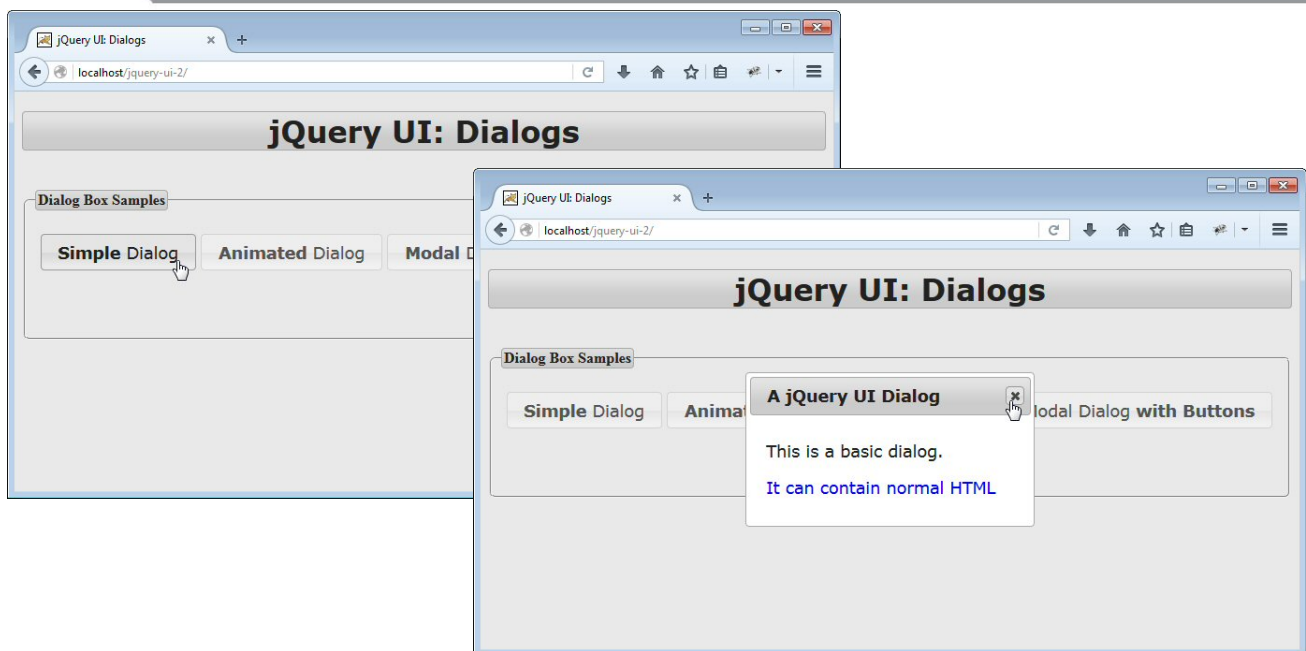 jQuery UI: Dialogs
localhost/jquery-ui-2/
jQuery UI: Dialogs
Dialog Box Samples
Simple Dialog
Animated Dialog
Modal D
jQuery UI: Dialogs
localhost/jquery-ui-2/
jQuery UI: Dialogs
Dialog Box Samples
Simple Dialog
Animat
odal Dialog with Buttons
A jQuery UI Dialog
This is a basic dialog.
It can contain normal HTML